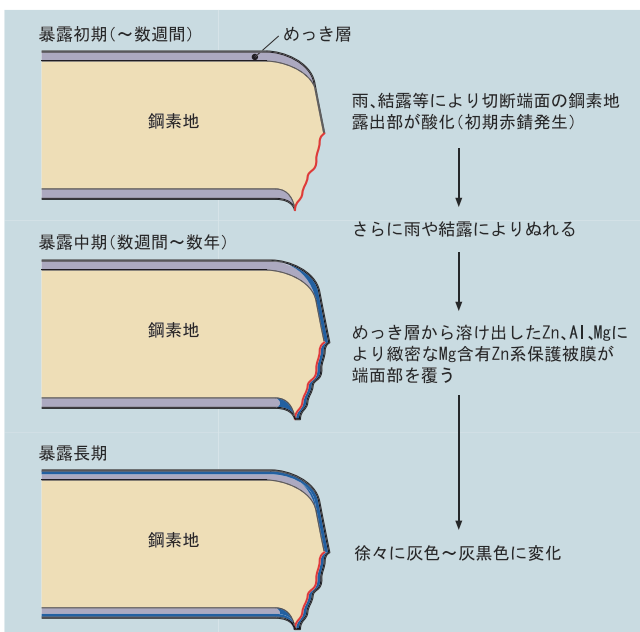 暴露初期(〜数週間)
めっき層
鋼素地
雨、結露等により切断端面の鋼素地
露出部が酸化(初期赤錆発生)
さらに雨や結露によりぬれる
暴露中期(数週間〜数年)
鋼素地
めっき層から溶け出したZn、Al、Mgに
より緻密なMg含有Zn系保護被膜が
端面部を覆う
暴露長期
鋼素地
徐々に灰色〜灰黒色に変化